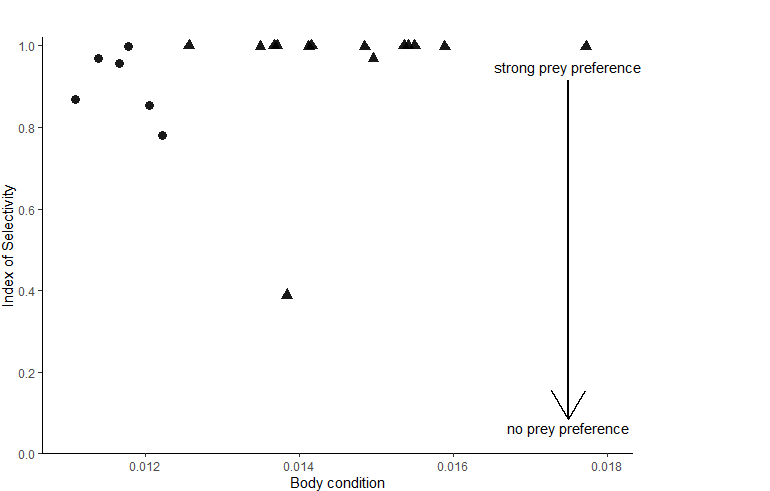 1.0
strong prey preference
0.8
0.6
Index of Selectivity
0.4
0.2
no prey preference
0.0
0.012
0.014
0.016
0.018
Body condition